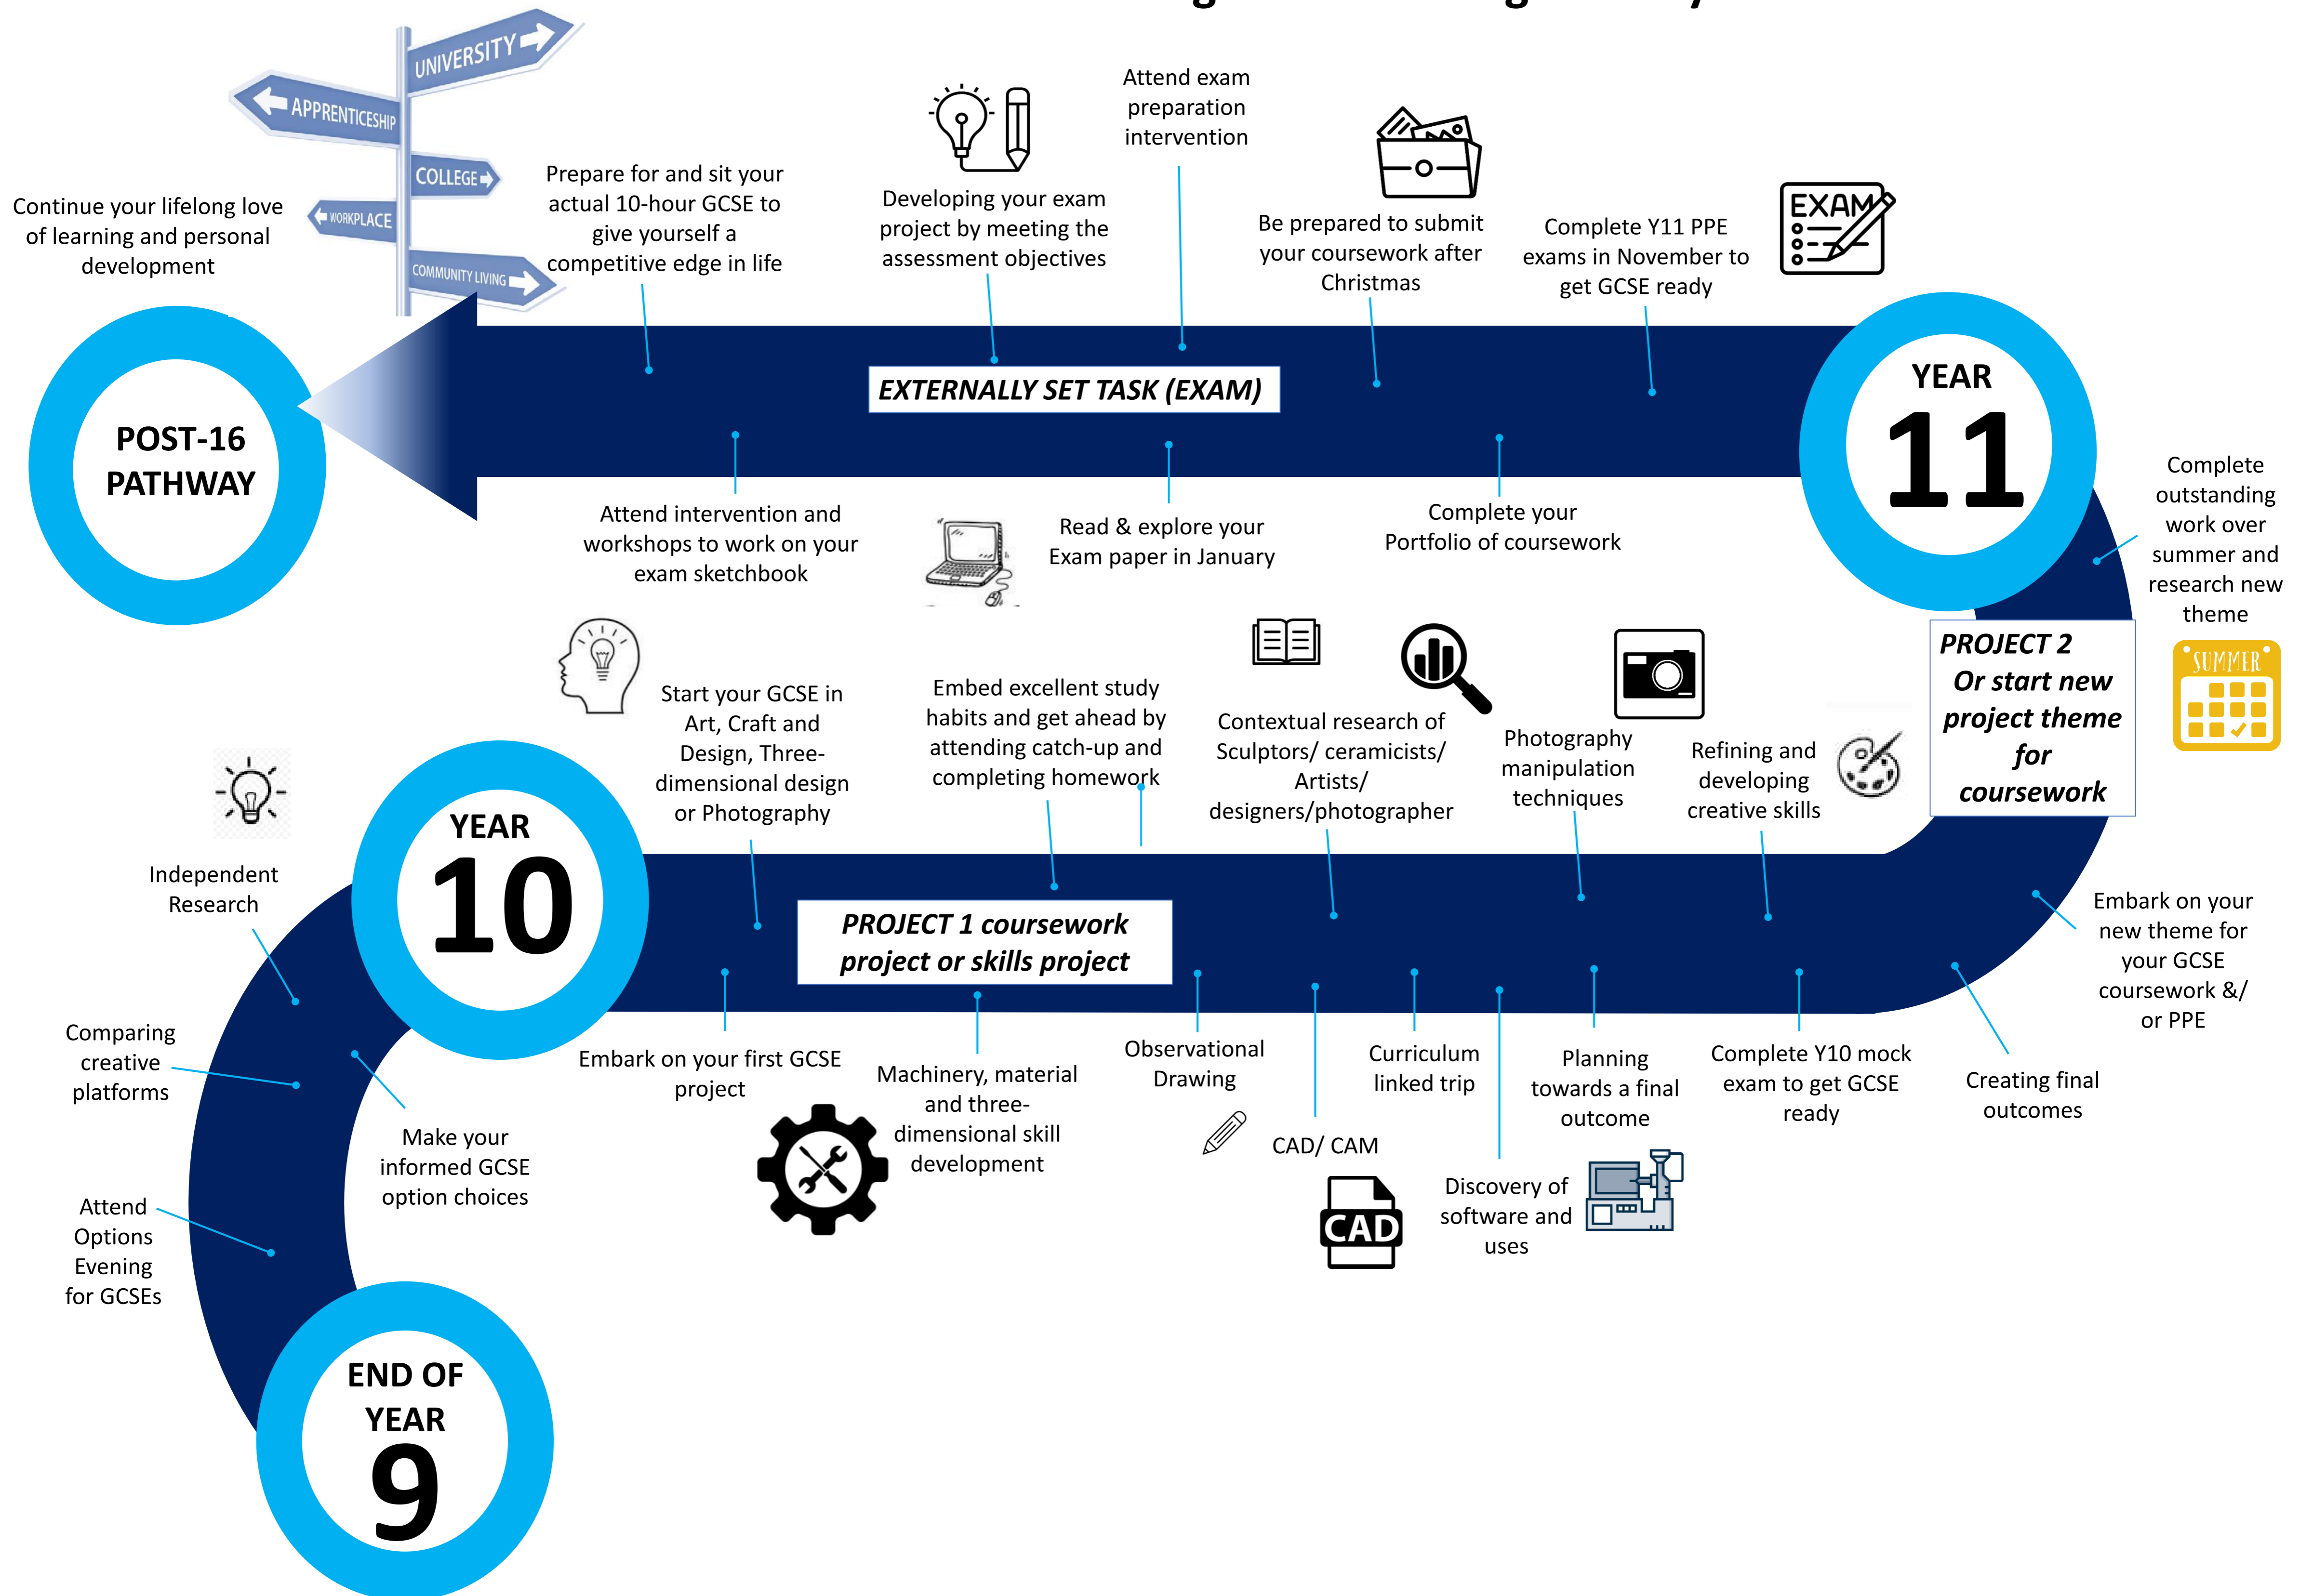 UNIVERSITY
APPRENTICESHIP
COLLEGE
WORKPLACE
COMMUNITY LIVING
Continue your lifelong love
of learning and personal
development
Prepare for and sit your
actual 10-hour GCSE to
give yourself a
competitive edge in life
Developing your exam
project by meeting the
assessment objectives
Attend exam
preparation
intervention
Be prepared to submit
your coursework after
Christmas
Complete Y11 PPE
exams in November to
get GCSE ready
EXAM
POST-16
PATHWAY
EXTERNALLY SET TASK (EXAM)
YEAR
11
Attend intervention and
workshops to work on your
exam sketchbook
Read & explore your
Exam paper in January
Complete your
Portfolio of coursework
Complete
outstanding
work over
summer and
research new
theme
SUMMER
PROJECT 2
Or start new
project theme
for
coursework
Start your GCSE in
Art, Craft and
Design, Three-
dimensional design
or Photography
Embed excellent study
habits and get ahead by
attending catch-up and
completing homework
Contextual research of
Sculptors/ ceramicists/
Artists/
designers/photographer
Photography
manipulation
techniques
Refining and
developing
creative skills
YEAR
10
PROJECT 1 coursework
project or skills project
Independent
Research
Comparing
creative
platforms
Make your
informed GCSE
option choices
Attend
Options
Evening
for GCSEs
Embark on your first GCSE
project
Machinery, material
and three-
dimensional skill
development
Observational
Drawing
CAD/ CAM
CAD
Curriculum
linked trip
Discovery of
software and
uses
Planning
towards a final
outcome
Complete Y10 mock
exam to get GCSE
ready
Creating final
outcomes
Embark on your
new theme for
your GCSE
coursework &/
or PPE
END OF
YEAR
9